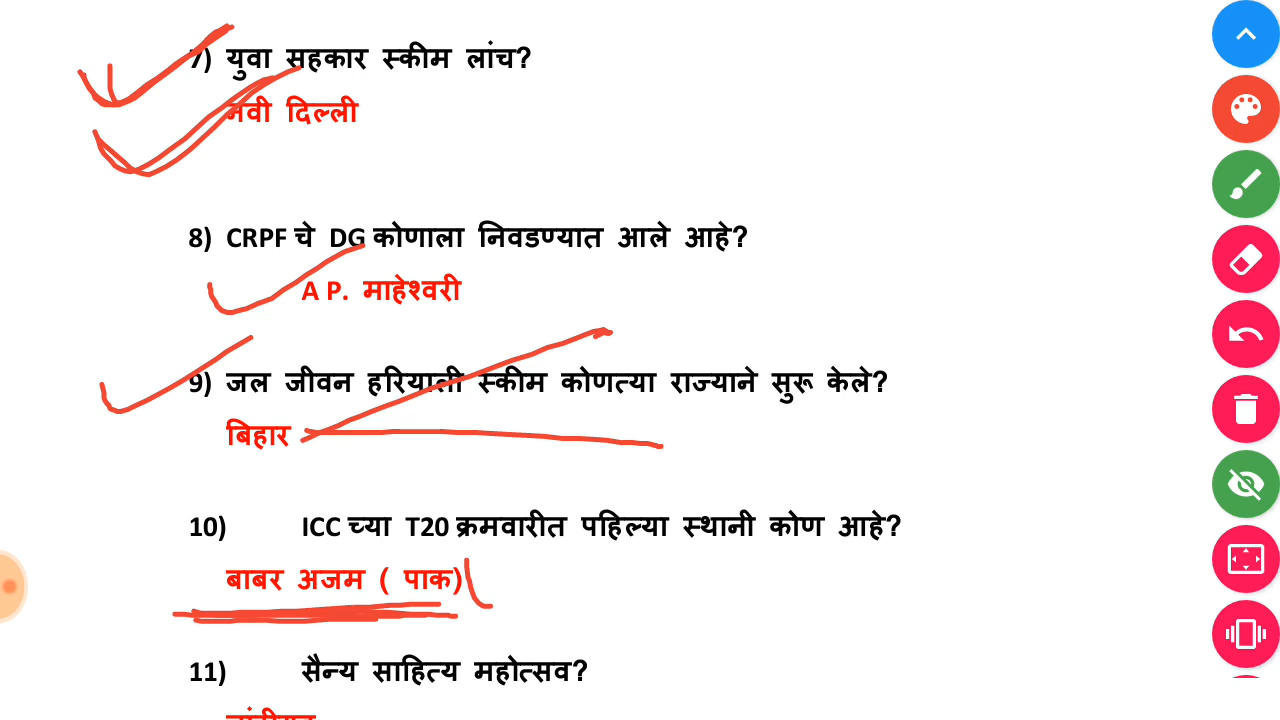 7) युवा सहकार स्कीम लांच?
नवी दिल्ली
8) CRPF चे DG कोणाला निवडण्यात आले आहे?
A P. माहेश्वरी
9) जल जीवन हरियाली स्कीम कोणत्या राज्याने सुरू केले?
बिहार
10) ICC च्या T20 क्रमवारीत पहिल्या स्थानी कोण आहे?
बाबर अजम ( पाक)
11) सैन्य साहित्य महोत्सव?